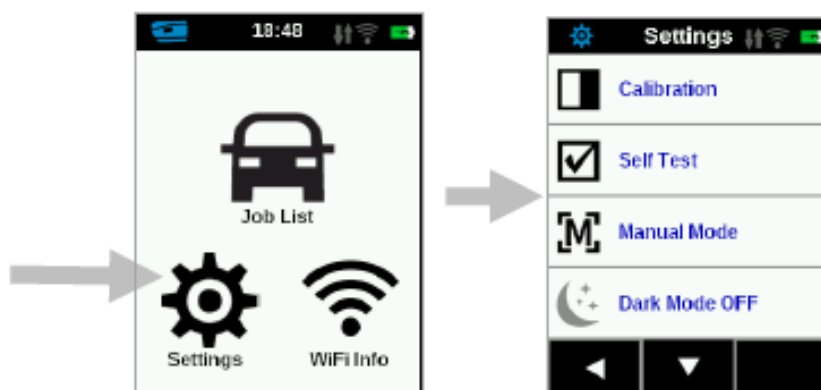 18:48
Job List
Settings
WiFi Info
Settings
Calibration
Self Test
M
Manual Mode
Dark Mode OFF